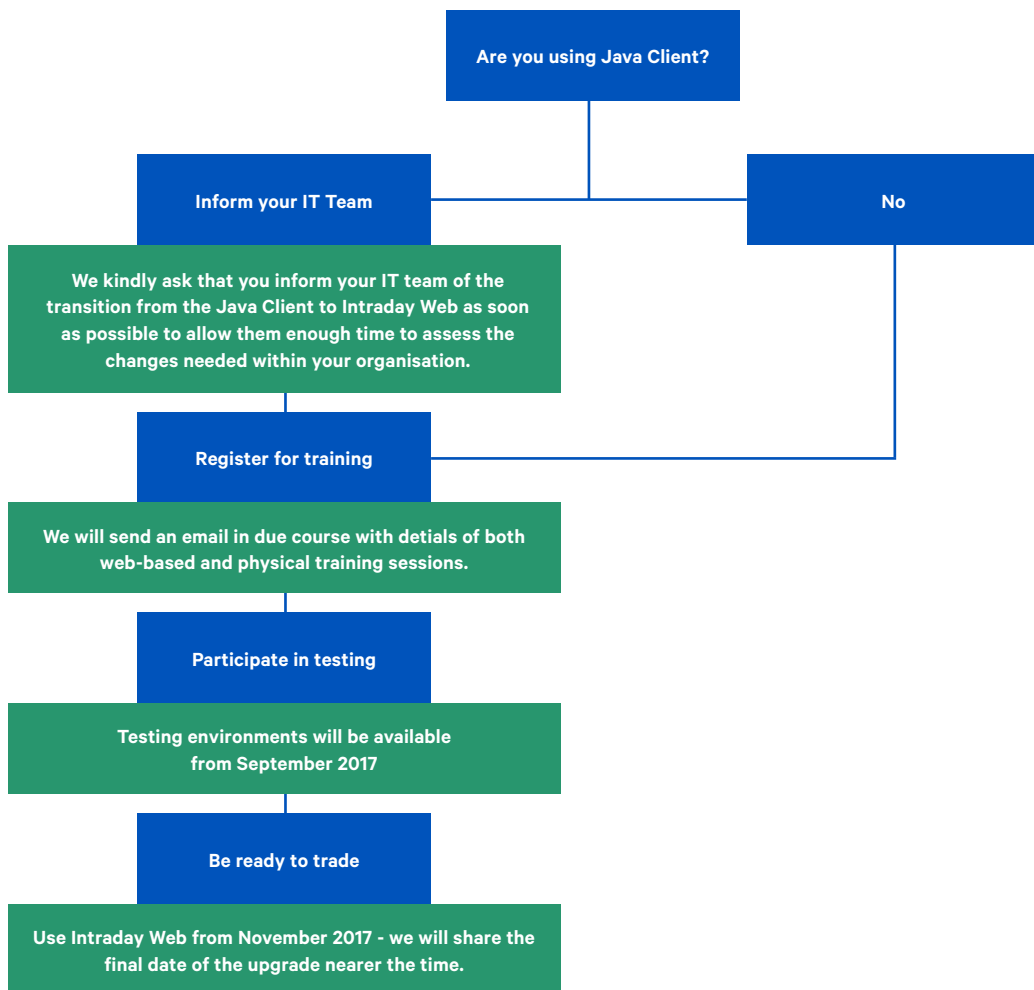 Are you using Java Client?
Inform your IT Team
No
We kindly ask that you inform your IT team of the
transition from the Java Client to Intraday Web as soon
as possible to allow them enough time to assess the
changes needed within your organisation.
Register for training
We will send an email in due course with detials of both
web-based and physical training sessions.
Participate in testing
Testing environments will be available
from September 2017
Be ready to trade
Use Intraday Web from November 2017 - we will share the
final date of the upgrade nearer the time.